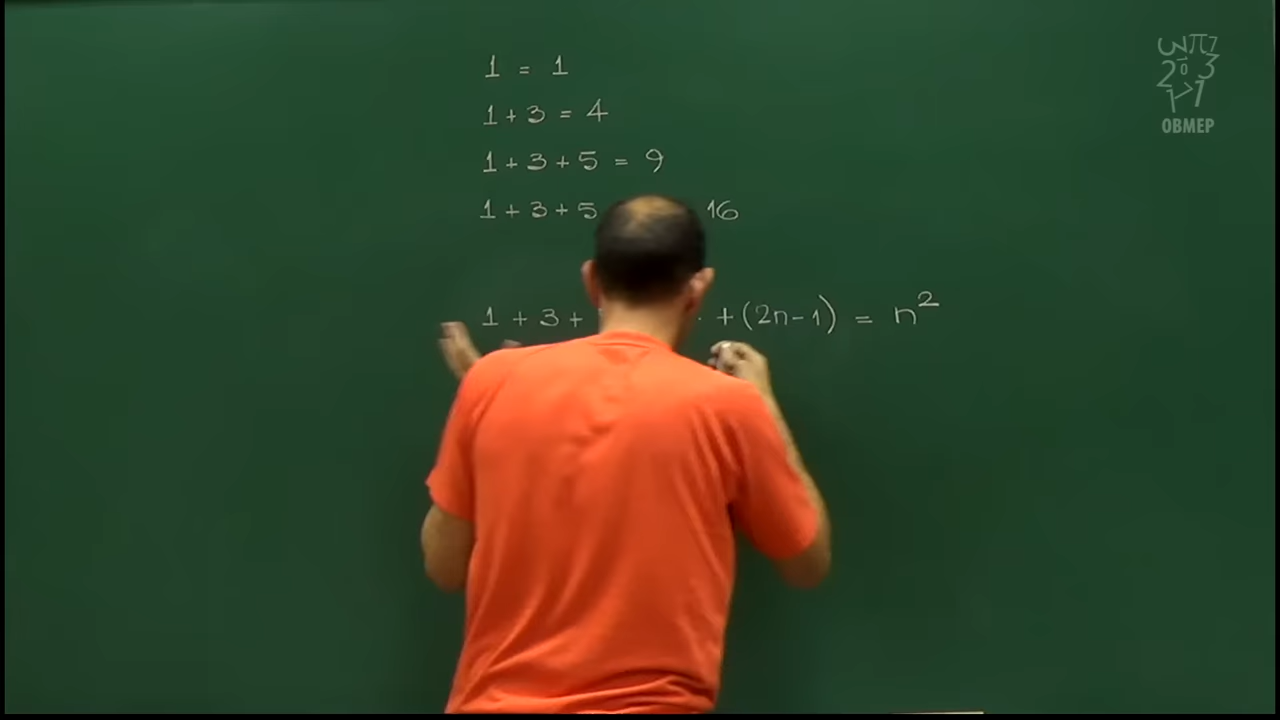 1 = 1
1 + 3 = 4
1 + 3 + 5 = 9
1 + 3 + 5 16
1 + 3 + . + (2n - 1) = n²
OBMEP